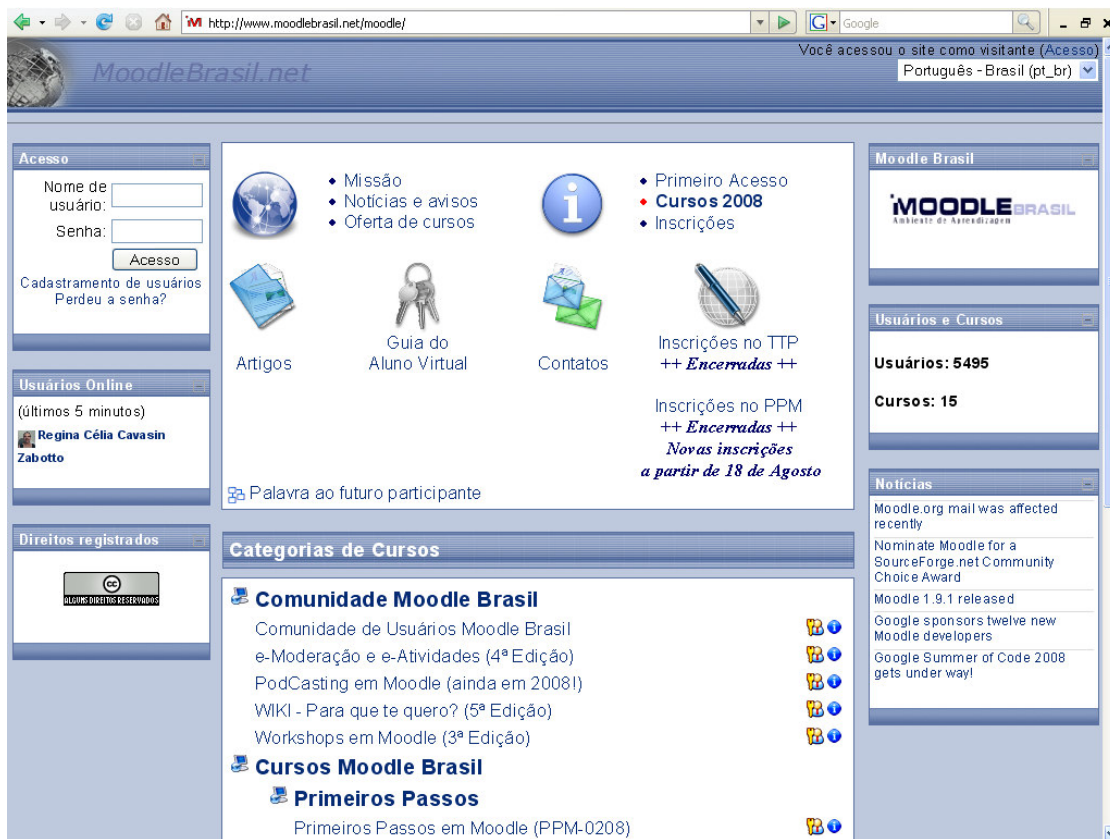 http://www.moodlebrasil.net/moodle/
G
Google
MoodleBrasil.net
Você acessou o site como visitante (Acesso)
Português - Brasil (pt_br)
Acesso
Nome de
usuário:
Senha:
Acesso
Cadastramento de usuários
Perdeu a senha?
Usuários Online
(últimos 5 minutos)
Regina Célia Cavasin
Zabotto
Direitos registrados
cc
ALGUNS DIREITOS RESERVADOS
Missão
Notícias e avisos
Oferta de cursos
Primeiro Acesso
Cursos 2008
Inscrições
Artigos
Guia do
Aluno Virtual
Contatos
Inscrições no TTP
++ Encerradas ++
Inscrições no PPM
++ Encerradas ++
Novas inscrições
a partir de 18 de Agosto
Palavra ao futuro participante
Categorias de Cursos
Comunidade Moodle Brasil
Comunidade de Usuários Moodle Brasil
e-Moderação e e-Atividades (4ª Edição)
PodCasting em Moodle (ainda em 2008!)
WIKI - Para que te quero? (5ª Edição)
Workshops em Moodle (3ª Edição)
Cursos Moodle Brasil
Primeiros Passos
Primeiros Passos em Moodle (PPM-0208)
Moodle Brasil
MOODLE BRASIL
Ambiente de Aprendizagem
Usuários e Cursos
Usuários: 5495
Cursos: 15
Notícias
Moodle.org mail was affected
recently
Nominate Moodle for a
SourceForge.net Community
Choice Award
Moodle 1.9.1 released
Google sponsors twelve new
Moodle developers
Google Summer of Code 2008
gets under way!